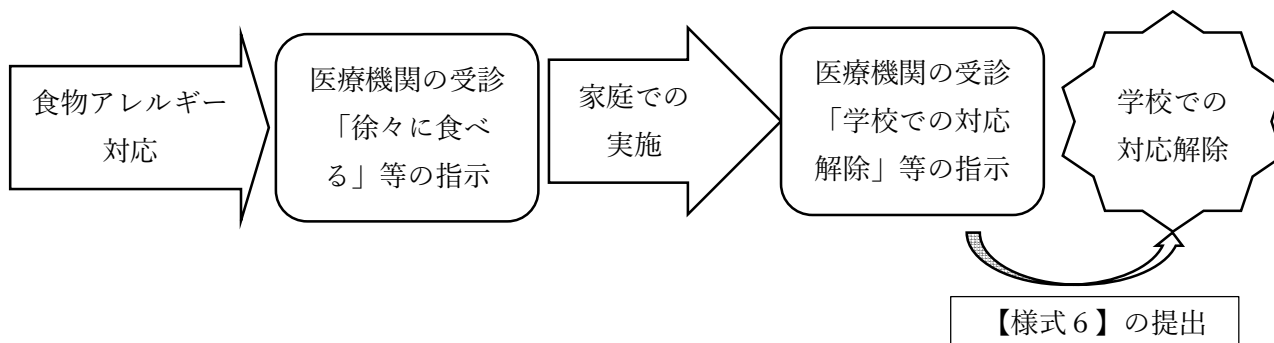 食物アレルギー
対応
医療機関の受診
「徐々に食べ
る」等の指示
家庭での
実施
医療機関の受診
「学校での対応
解除」等の指示
学校での
対応解除
【様式６】の提出